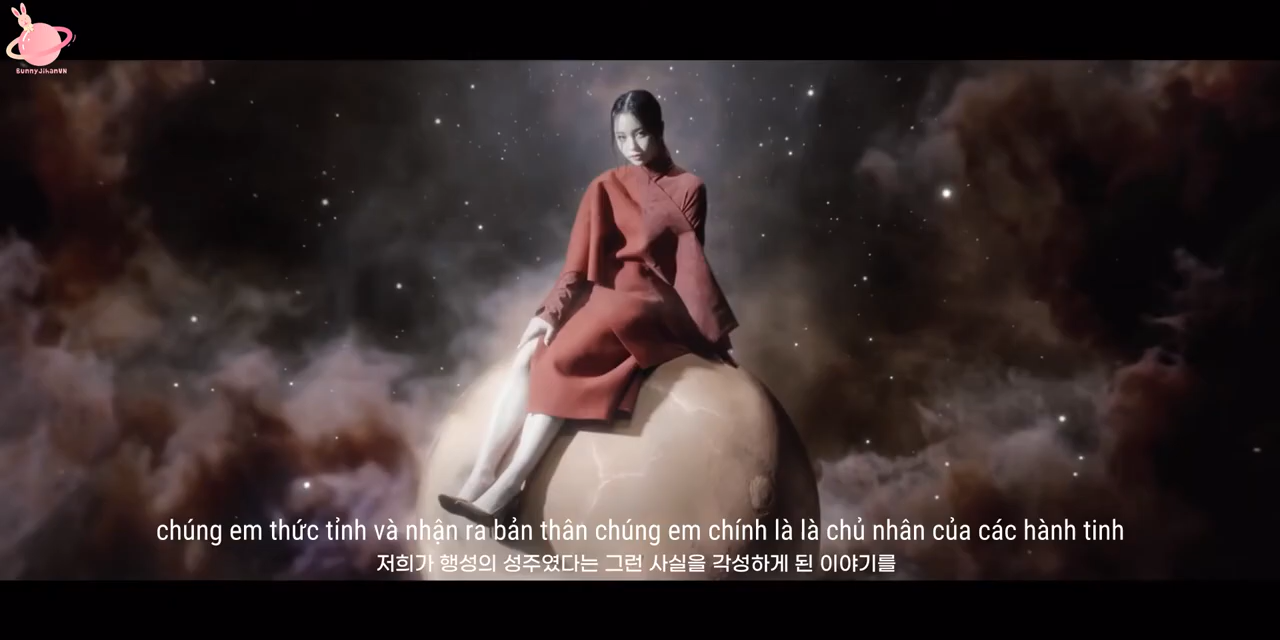 BunnyJihanVN
chúng em thức tỉnh và nhận ra bản thân chúng em chính là là chủ nhân của các hành tinh
저희가 행성의 성주였다는 그런 사실을 각성하게 된 이야기를